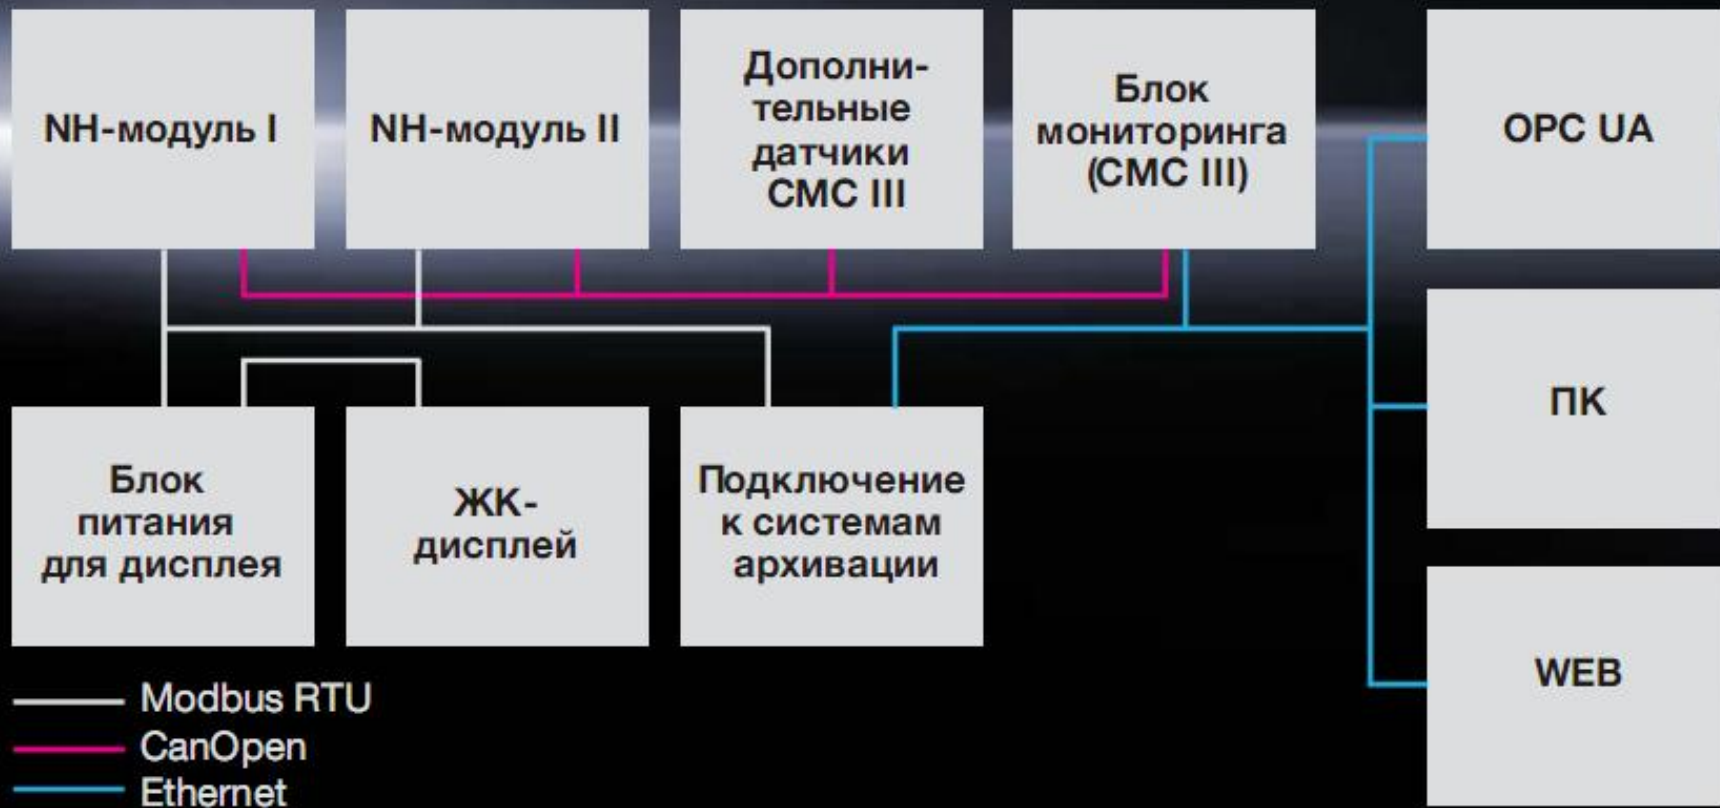 NH-модуль I
NH-модуль II
Дополни-
тельные
датчики
CMC III
Блок
мониторинга
(CMC III)
OPC UA
ПК
Блок
питания
для дисплея
ЖК-
дисплей
Подключение
к системам
архивации
WEB
Modbus RTU
CanOpen
Ethernet